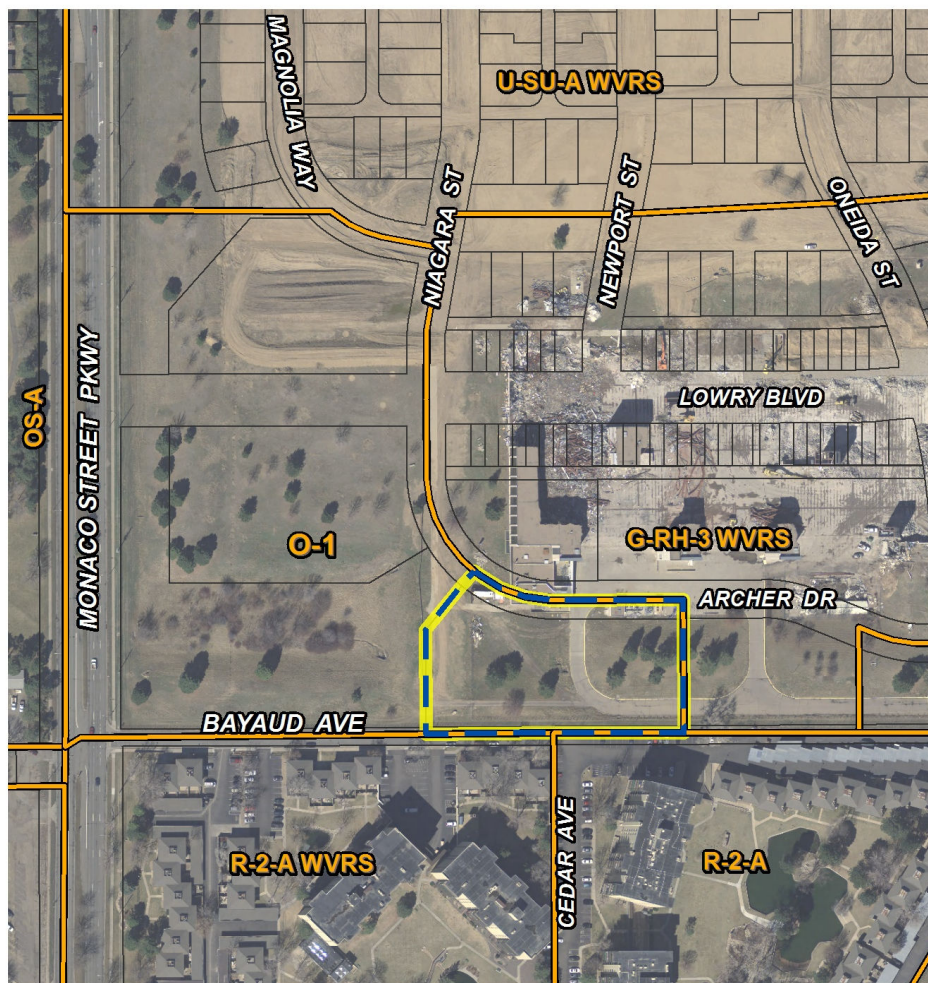 MAGNOLIA WAY
U-SU-A WVRS
NIAGARA ST
NEWPORT ST
ONEIDA ST
OS-A
MONACO STREET PKWY
LOWRY BLVD
O-1
G-RH-3 WVRS
ARCHER DR
BAYAUD AVE
R-2-A WVRS
CEDAR AVE
R-2-A